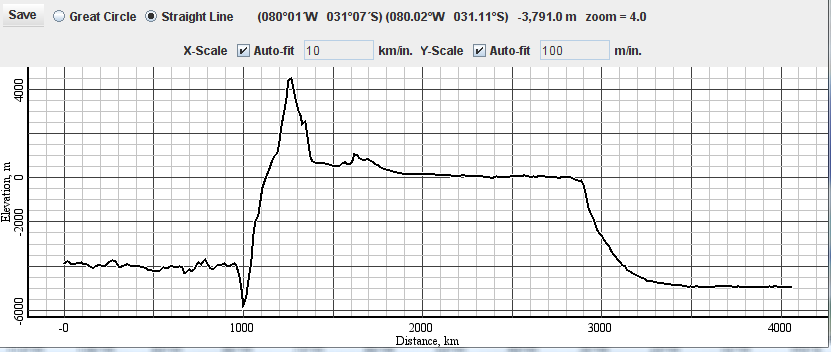 Save Great Circle Straight Line (080°01´W 031°07´S) (080.02°W 031.11°S) -3,791.0 m zoom = 4.0
X-Scale Auto-fit 10 km/in. Y-Scale Auto-fit 100 m/in.
Elevation, m
4000
0
-2000
-6000
-0 1000 2000 3000 4000
Distance, km